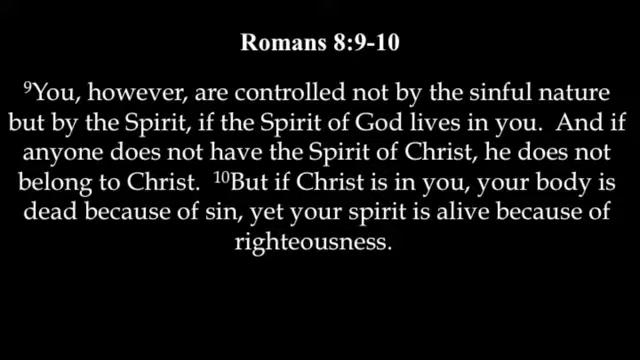 Romans 8:9-10
⁹You, however, are controlled not by the sinful nature
but by the Spirit, if the Spirit of God lives in you. And if
anyone does not have the Spirit of Christ, he does not
belong to Christ. ¹⁰But if Christ is in you, your body is
dead because of sin, yet your spirit is alive because of
righteousness.